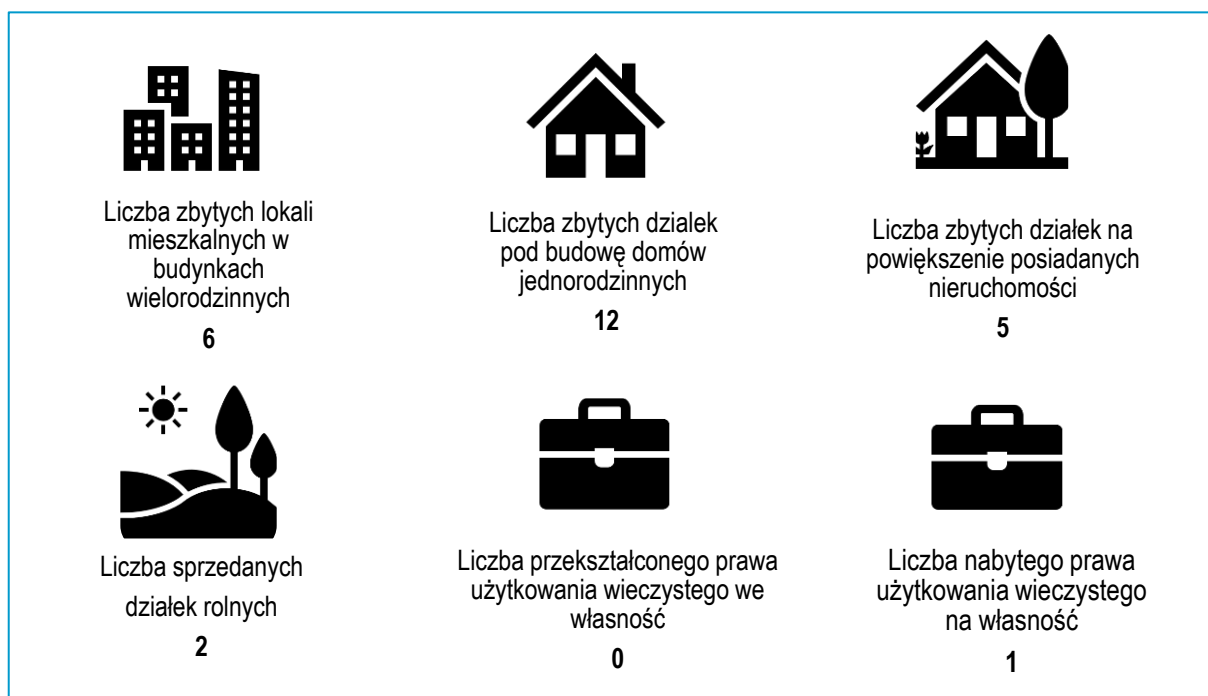 Liczba zbytych lokali
mieszkalnych w
budynkach
wielorodzinnych
6
Liczba zbytych dzialek
pod budowę domów
jednorodzinnych
12
Liczba zbytych działek na
powiększenie posiadanych
nieruchomości
5
Liczba sprzedanych
działek rolnych
2
Liczba przekształconego prawa
użytkowania wieczystego we
własność
0
Liczba nabytego prawa
użytkowania wieczystego
na własność
1